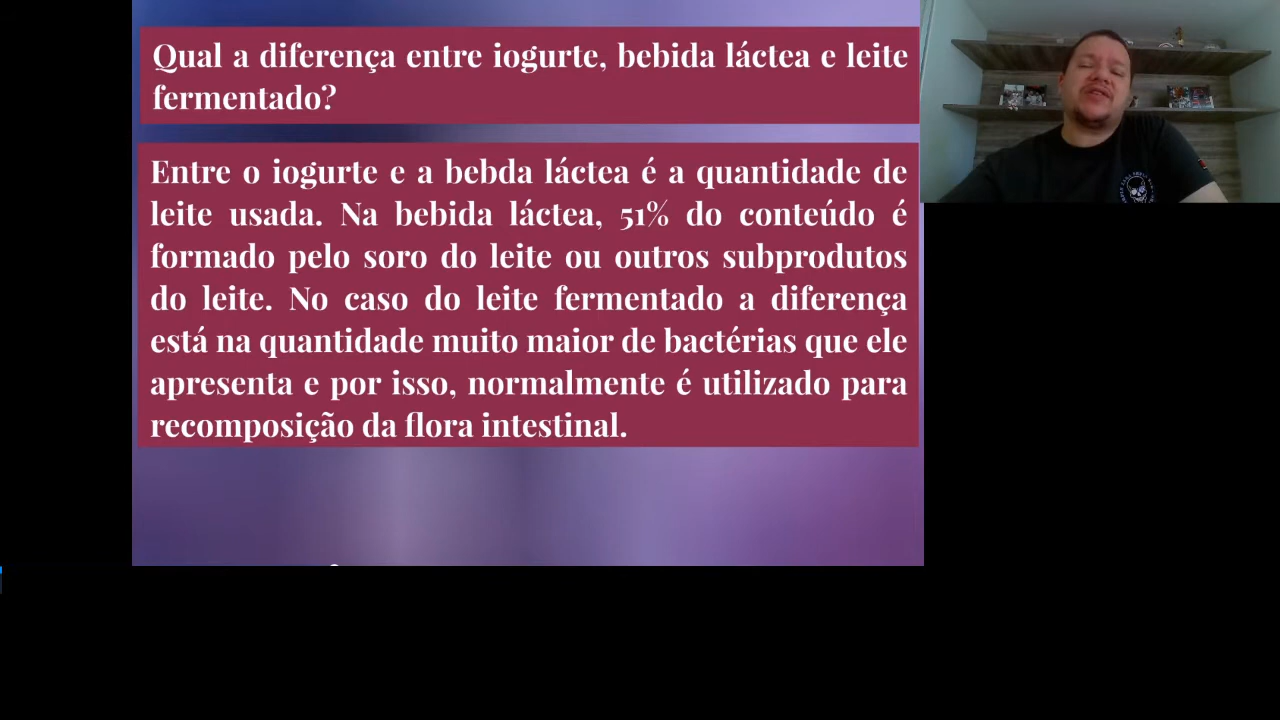 Qual a diferença entre iogurte, bebida láctea e leite
fermentado?
Entre o iogurte e a bebda láctea é a quantidade de
leite usada. Na bebida láctea, 51% do conteúdo é
formado pelo soro do leite ou outros subprodutos
do leite. No caso do leite fermentado a diferença
está na quantidade muito maior de bactérias que ele
apresenta e por isso, normalmente é utilizado para
recomposição da flora intestinal.